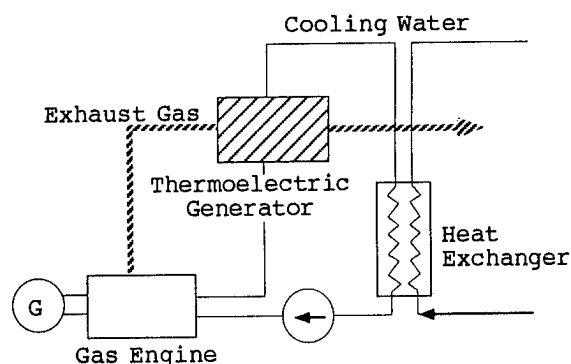 Cooling Water
Exhaust Gas
Thermoelectric
Generator
Heat
Exchanger
G
Gas Engine